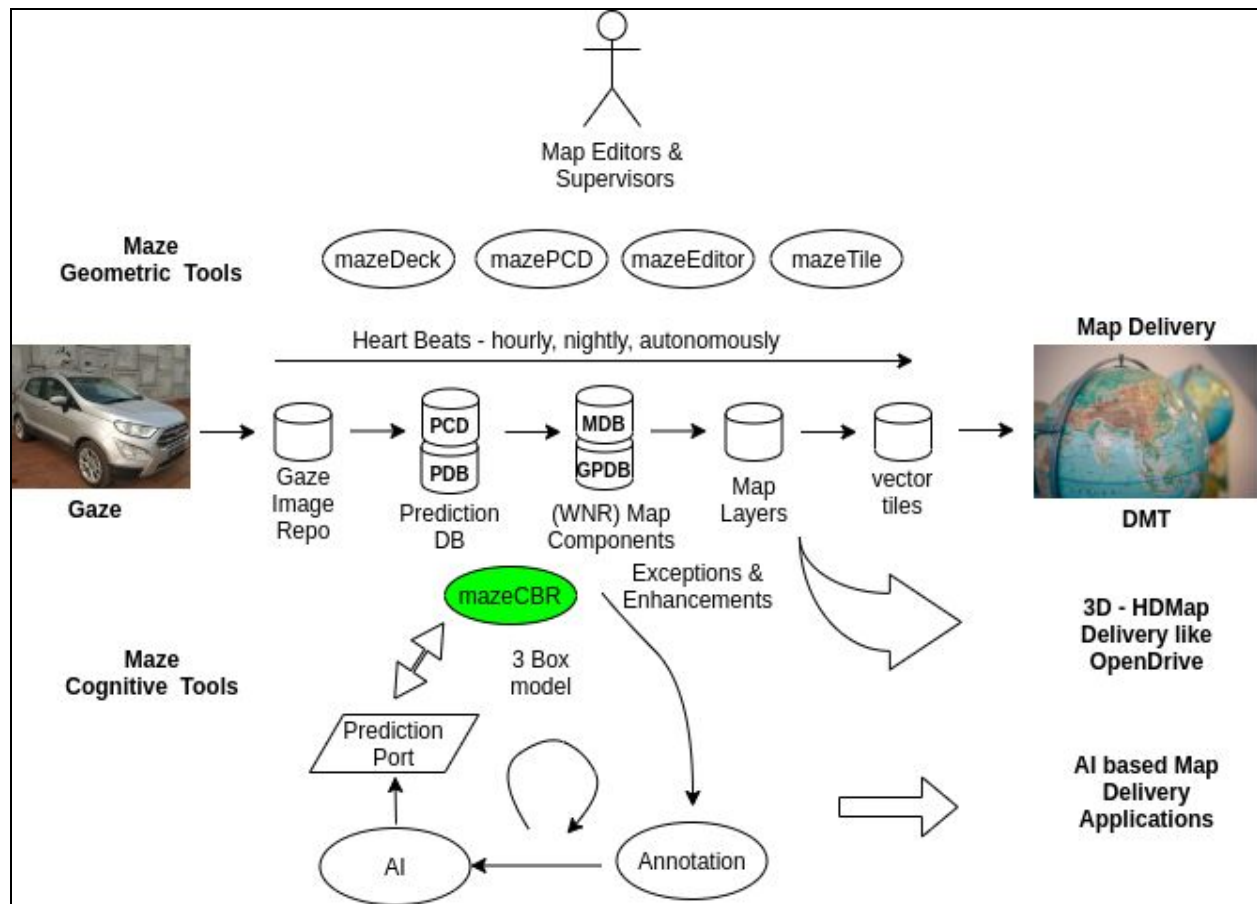 Map Editors &
Supervisors
Maze
Geometric Tools
mazeDeck
mazePCD
mazeEditor
mazeTile
Heart Beats - hourly, nightly, autonomously
Map Delivery
Gaze
Gaze
Image
Repo
PCD
PDB
Prediction
DB
MDB
GPDB
(WNR) Map
Components
Map
Layers
vector
tiles
DMT
mazeCBR
Exceptions &
Enhancements
3D - HDMap
Delivery like
OpenDrive
Maze
Cognitive Tools
3 Box
model
Prediction
Port
AI
Annotation
AI based Map
Delivery
Applications